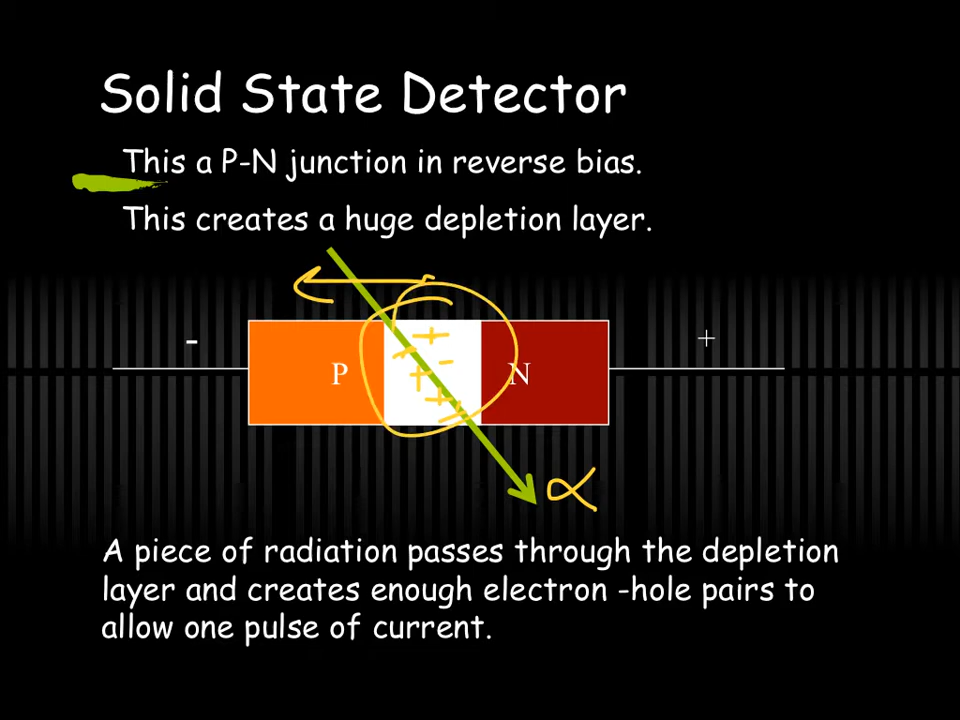 Solid State Detector
This a P-N junction in reverse bias.
This creates a huge depletion layer.
- +
P N
+
-
+ -
+
-
α
A piece of radiation passes through the depletion
layer and creates enough electron -hole pairs to
allow one pulse of current.